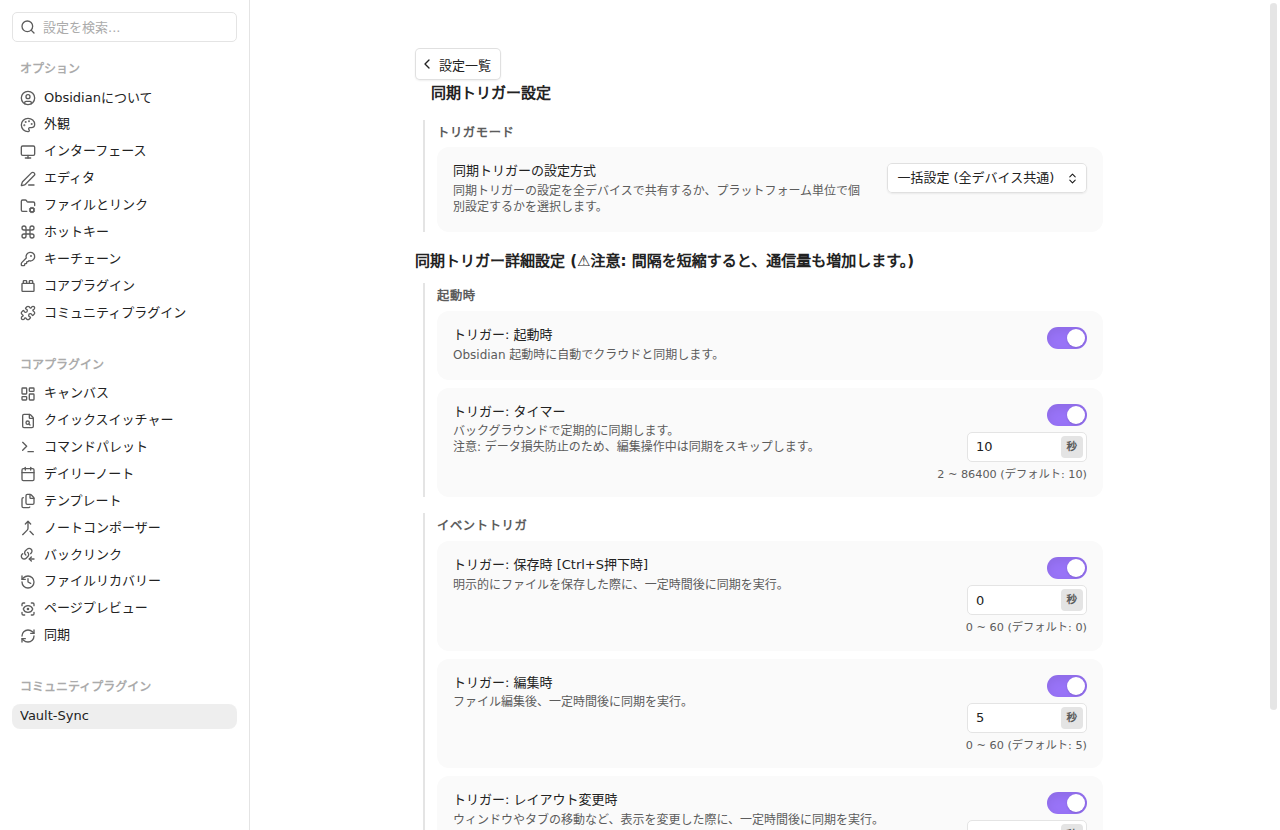 設定を検索...
オプション
Obsidianについて
外観
インターフェース
エディタ
ファイルとリンク
ホットキー
キーチェーン
コアプラグイン
コミュニティプラグイン
コアプラグイン
キャンバス
クイックスイッチャー
コマンドパレット
デイリーノート
テンプレート
ノートコンポーザー
バックリンク
ファイルリカバリー
ページプレビュー
同期
コミュニティプラグイン
Vault-Sync
設定一覧
同期トリガー設定
トリガモード
同期トリガーの設定方式
同期トリガーの設定を全デバイスで共有するか、プラットフォーム単位で個
別設定するかを選択します。
一括設定 (全デバイス共通)
同期トリガー詳細設定 (⚠注意: 間隔を短縮すると、通信量も増加します。)
起動時
トリガー: 起動時
Obsidian 起動時に自動でクラウドと同期します。
トリガー: タイマー
バックグラウンドで定期的に同期します。
注意: データ損失防止のため、編集操作中は同期をスキップします。
10 秒
2 ~ 86400 (デフォルト: 10)
イベントトリガ
トリガー: 保存時 [Ctrl+S押下時]
明示的にファイルを保存した際に、一定時間後に同期を実行。
0 秒
0 ~ 60 (デフォルト: 0)
トリガー: 編集時
ファイル編集後、一定時間後に同期を実行。
5 秒
0 ~ 60 (デフォルト: 5)
トリガー: レイアウト変更時
ウィンドウやタブの移動など、表示を変更した際に、一定時間後に同期を実行。